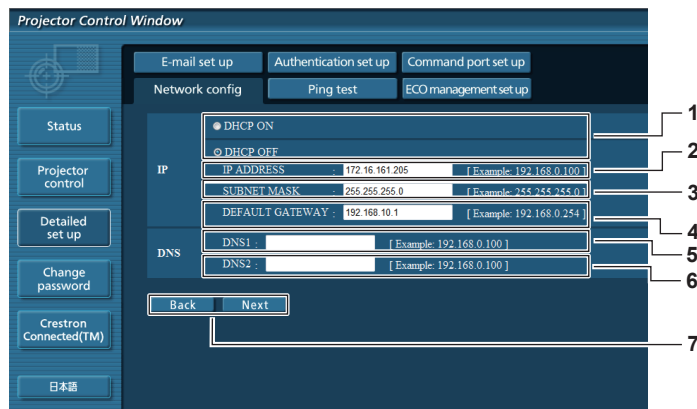 Projector Control Window
E-mail set up
Authentication set up
Command port set up
Network config
Ping test
ECO management set up
Status
Projector
control
Detailed
set up
Change
password
Crestron
Connected(TM)
日本語
IP
DHCP ON
DHCP OFF
IP ADDRESS : 172.16.161.205 [ Example: 192.168.0.100 ]
SUBNET MASK : 255.255.255.0 [ Example: 255.255.255.0 ]
DEFAULT GATEWAY : 192.168.10.1 [ Example: 192.168.0.254 ]
DNS
DNS1 : [ Example: 192.168.0.100 ]
DNS2 : [ Example: 192.168.0.100 ]
Back
Next
1
2
3
4
5
6
7